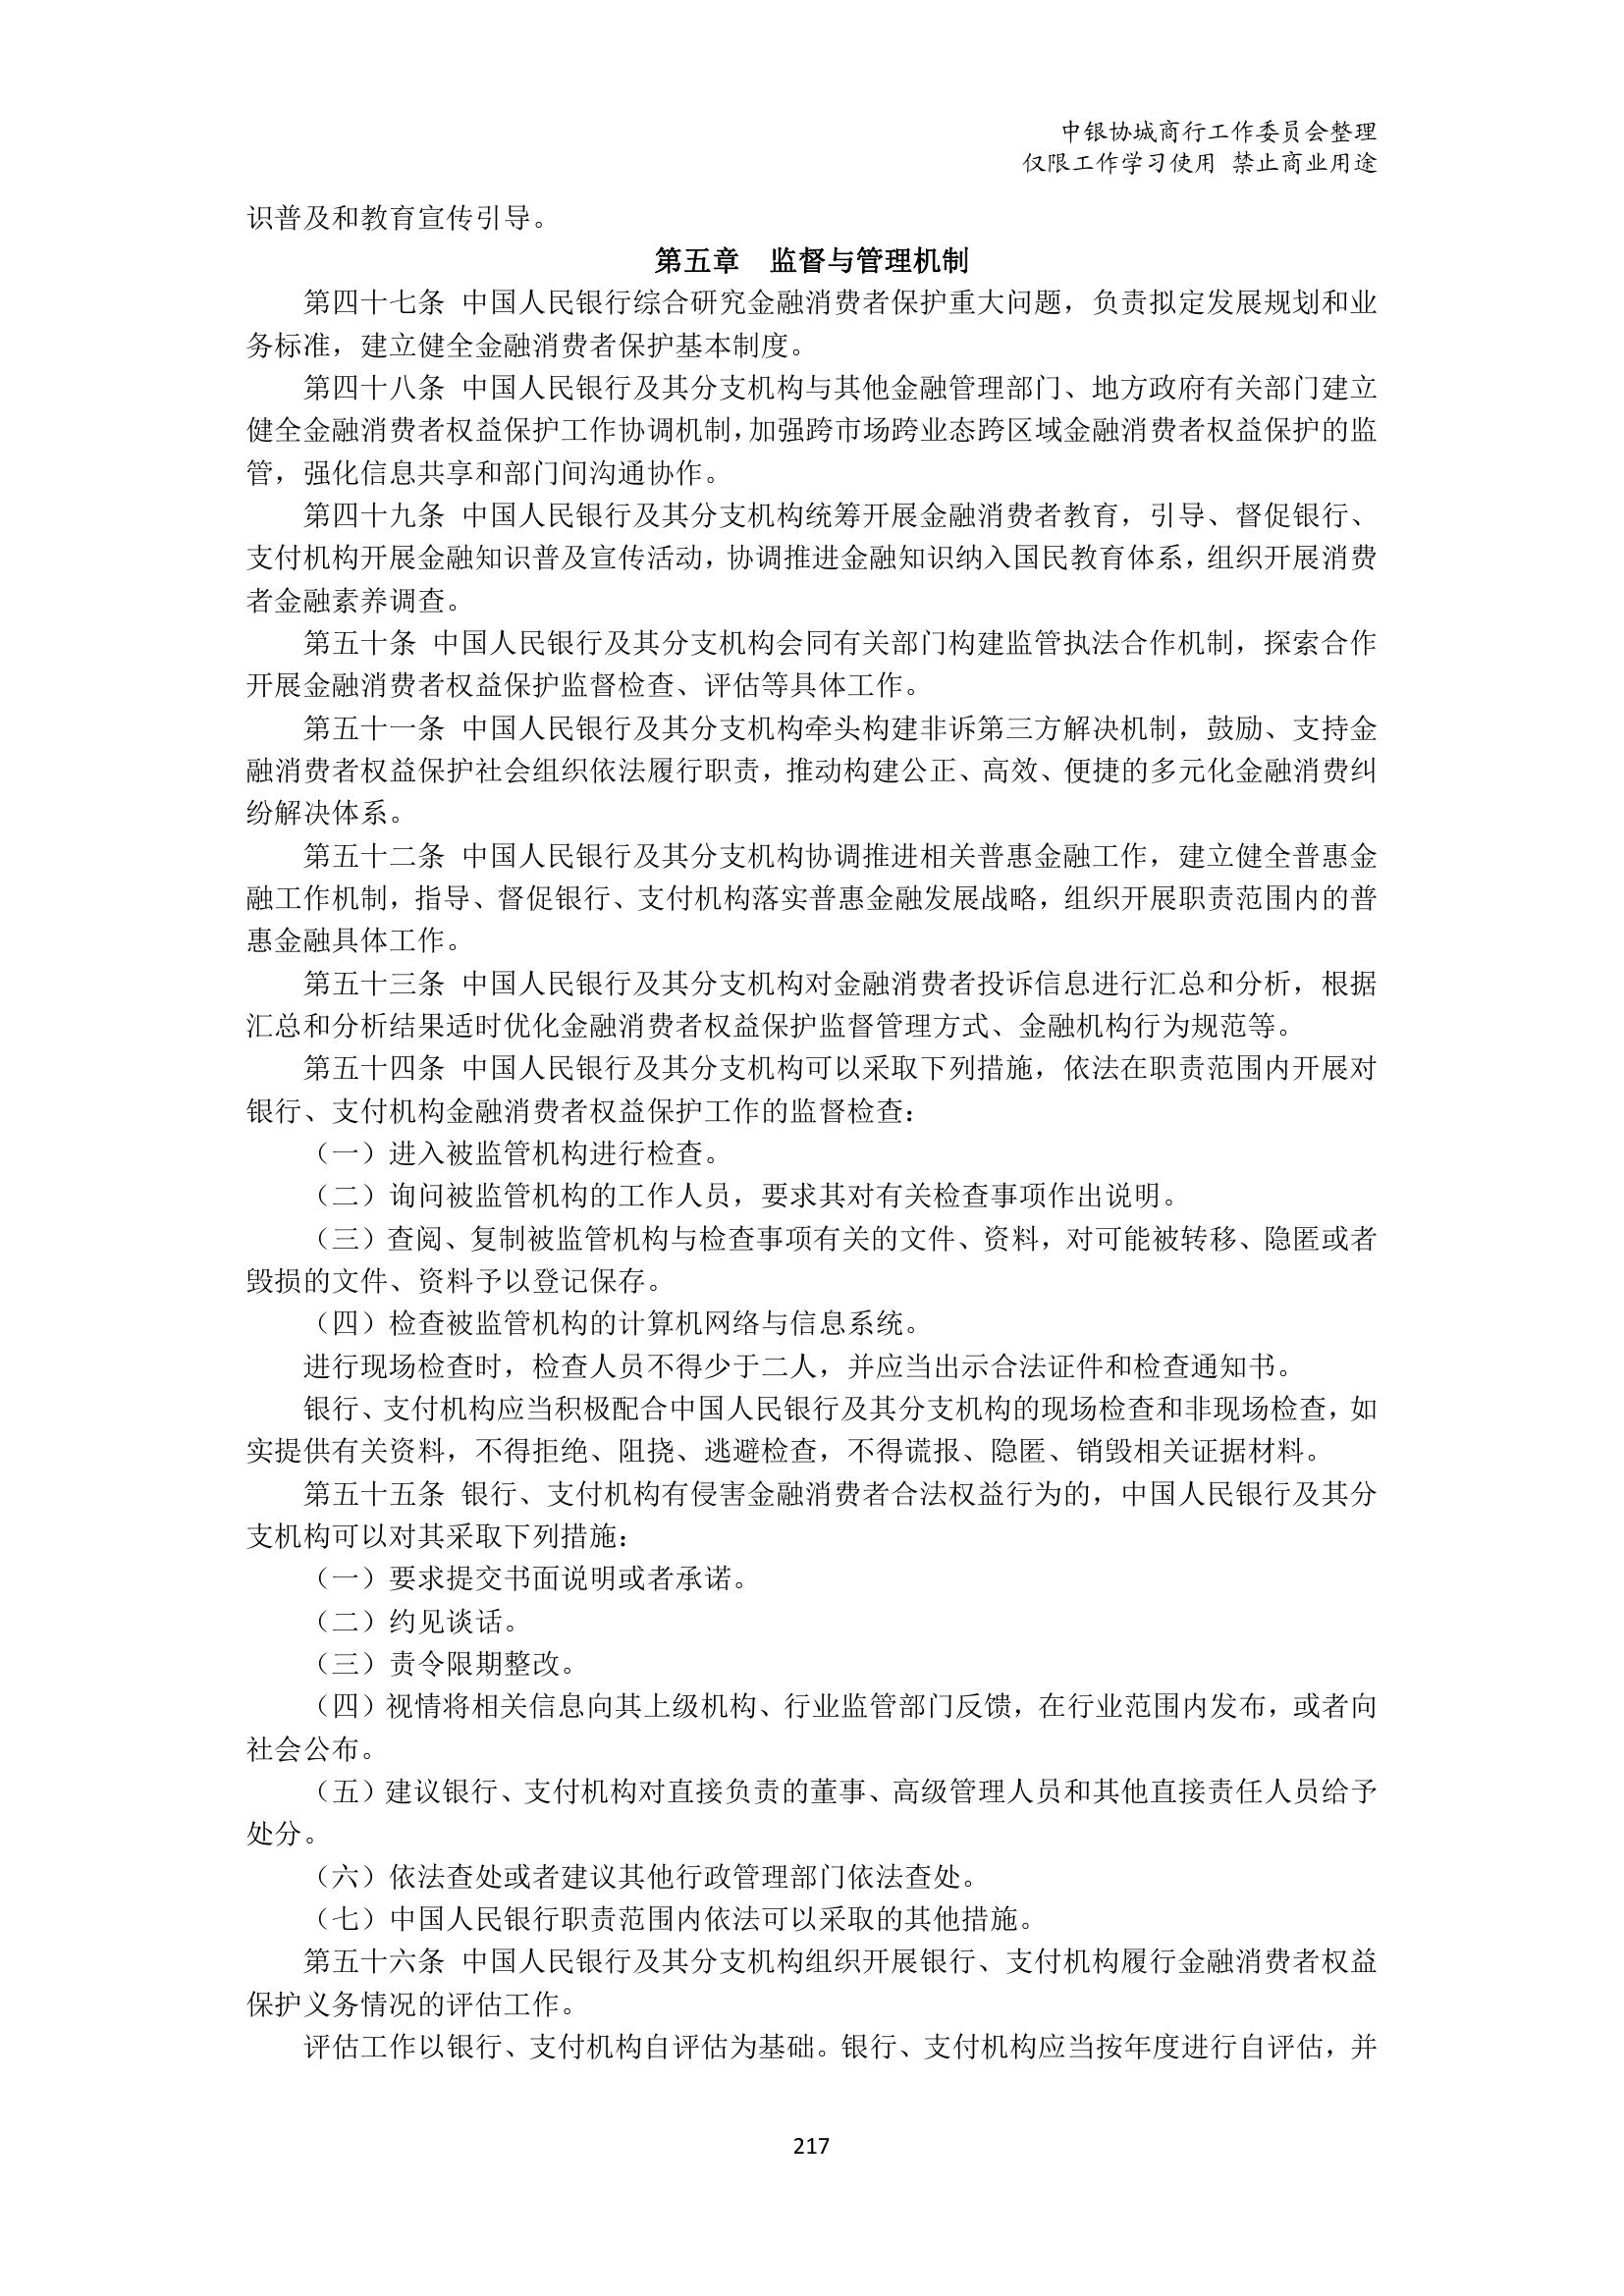 中银协城商行工作委员会整理
仅限工作学习使用 禁止商业用途
识普及和教育宣传引导。
第五章 监督与管理机制
第四十七条 中国人民银行综合研究金融消费者保护重大问题，负责拟定发展规划和业
务标准，建立健全金融消费者保护基本制度。
第四十八条 中国人民银行及其分支机构与其他金融管理部门、地方政府有关部门建立
健全金融消费者权益保护工作协调机制，加强跨市场跨业态跨区域金融消费者权益保护的监
管，强化信息共享和部门间沟通协作。
第四十九条 中国人民银行及其分支机构统筹开展金融消费者教育，引导、督促银行、
支付机构开展金融知识普及宣传活动，协调推进金融知识纳入国民教育体系，组织开展消费
者金融素养调查。
第五十条 中国人民银行及其分支机构会同有关部门构建监管执法合作机制，探索合作
开展金融消费者权益保护监督检查、评估等具体工作。
第五十一条 中国人民银行及其分支机构牵头构建非诉第三方解决机制，鼓励、支持金
融消费者权益保护社会组织依法履行职责，推动构建公正、高效、便捷的多元化金融消费纠
纷解决体系。
第五十二条 中国人民银行及其分支机构协调推进相关普惠金融工作，建立健全普惠金
融工作机制，指导、督促银行、支付机构落实普惠金融发展战略，组织开展职责范围内的普
惠金融具体工作。
第五十三条 中国人民银行及其分支机构对金融消费者投诉信息进行汇总和分析，根据
汇总和分析结果适时优化金融消费者权益保护监督管理方式、金融机构行为规范等。
第五十四条 中国人民银行及其分支机构可以采取下列措施，依法在职责范围内开展对
银行、支付机构金融消费者权益保护工作的监督检查：
（一）进入被监管机构进行检查。
（二）询问被监管机构的工作人员，要求其对有关检查事项作出说明。
（三）查阅、复制被监管机构与检查事项有关的文件、资料，对可能被转移、隐匿或者
毁损的文件、资料予以登记保存。
（四）检查被监管机构的计算机网络与信息系统。
进行现场检查时，检查人员不得少于二人，并应当出示合法证件和检查通知书。
银行、支付机构应当积极配合中国人民银行及其分支机构的现场检查和非现场检查，如
实提供有关资料，不得拒绝、阻挠、逃避检查，不得谎报、隐匿、销毁相关证据材料。
第五十五条 银行、支付机构有侵害金融消费者合法权益行为的，中国人民银行及其分
支机构可以对其采取下列措施：
（一）要求提交书面说明或者承诺。
（二）约见谈话。
（三）责令限期整改。
（四）视情将相关信息向其上级机构、行业监管部门反馈，在行业范围内发布，或者向
社会公布。
（五）建议银行、支付机构对直接负责的董事、高级管理人员和其他直接责任人员给予
处分。
（六）依法查处或者建议其他行政管理部门依法查处。
（七）中国人民银行职责范围内依法可以采取的其他措施。
第五十六条 中国人民银行及其分支机构组织开展银行、支付机构履行金融消费者权益
保护义务情况的评估工作。
评估工作以银行、支付机构自评估为基础。银行、支付机构应当按年度进行自评估，并
217